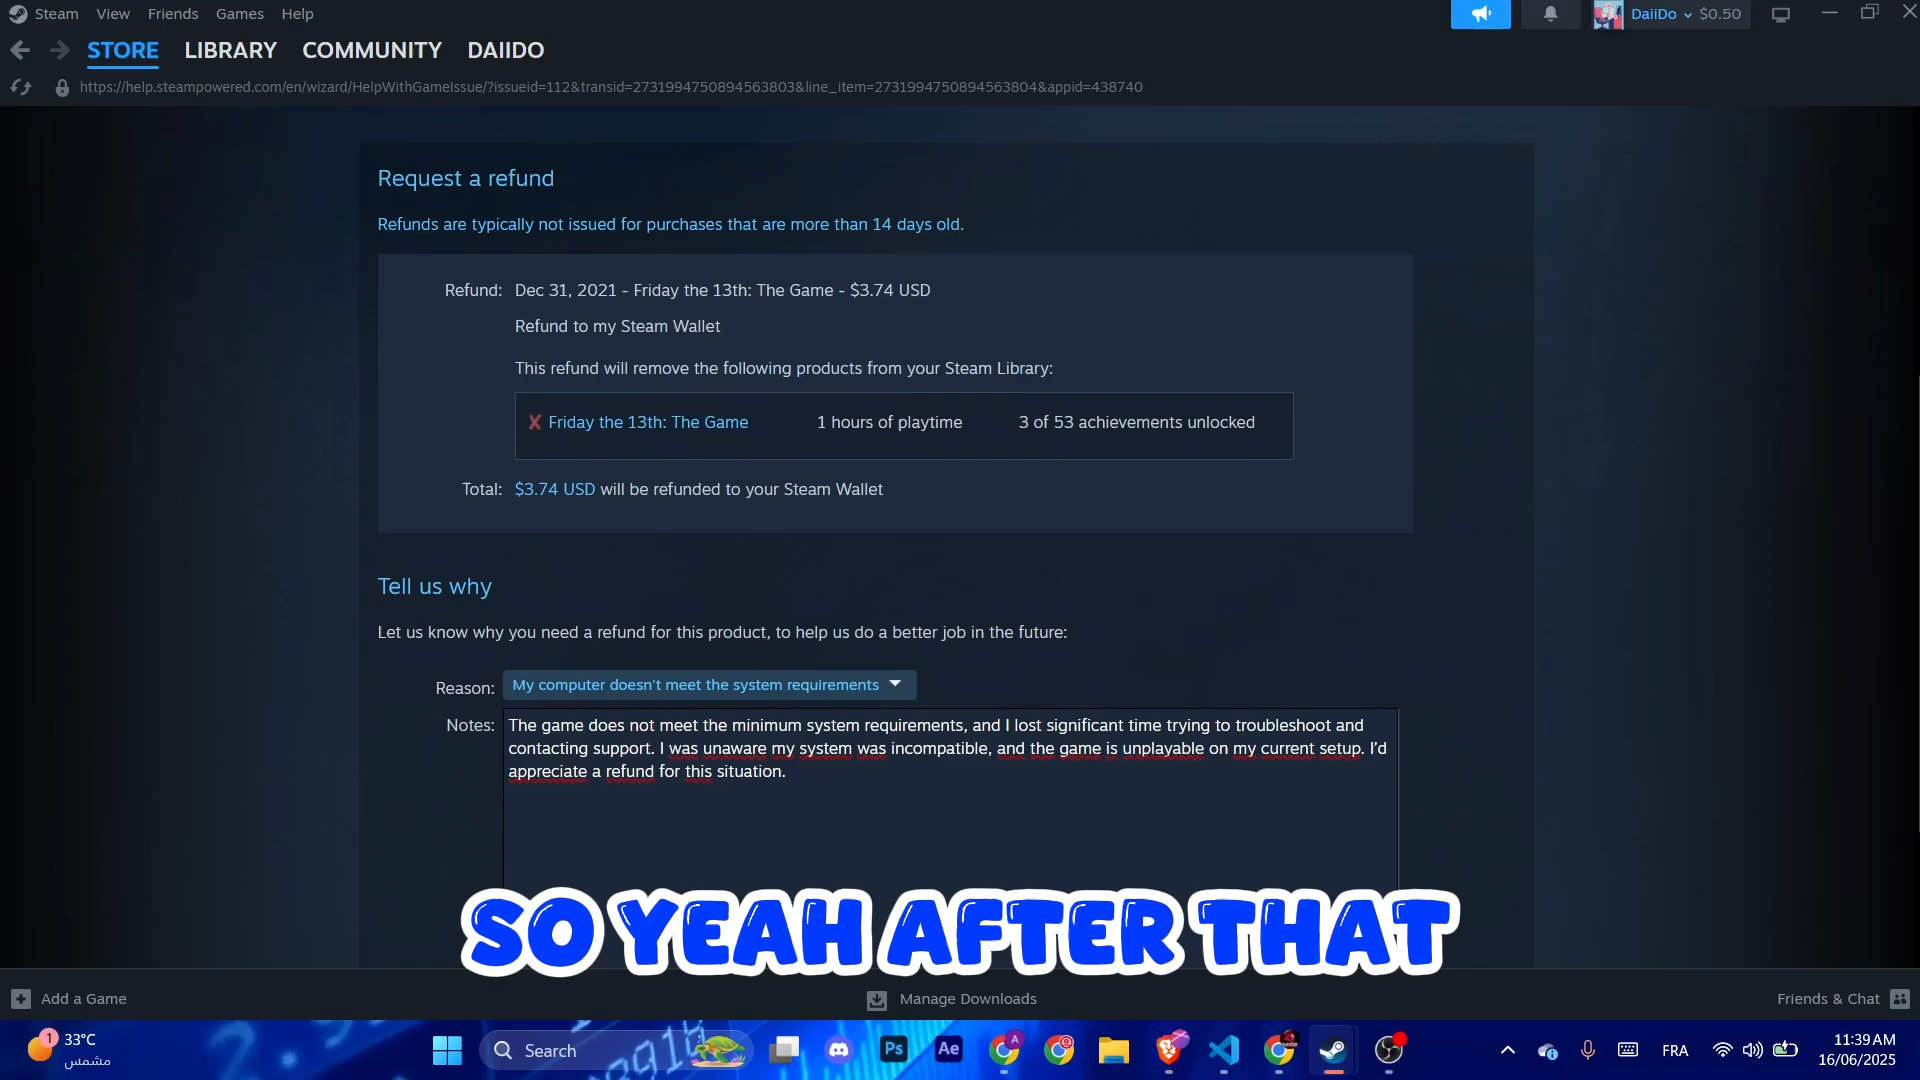 Steam View Friends Games Help DaiiDo $0.50
STORE LIBRARY COMMUNITY DAIIDO
https://help.steampowered.com/en/wizard/HelpWithGameIssue/?issueid=112&transid=2731994750894563803&line_item=2731994750894563804&appid=438740
Request a refund
Refunds are typically not issued for purchases that are more than 14 days old.
Refund: Dec 31, 2021 - Friday the 13th: The Game - $3.74 USD
Refund to my Steam Wallet
This refund will remove the following products from your Steam Library:
Friday the 13th: The Game 1 hours of playtime 3 of 53 achievements unlocked
Total: $3.74 USD will be refunded to your Steam Wallet
Tell us why
Let us know why you need a refund for this product, to help us do a better job in the future:
Reason: My computer doesn't meet the system requirements
Notes: The game does not meet the minimum system requirements, and I lost significant time trying to troubleshoot and
contacting support. I was unaware my system was incompatible, and the game is unplayable on my current setup. I'd
appreciate a refund for this situation.
SO YEAH AFTER THAT
Add a Game Manage Downloads Friends & Chat
1 33°C
مشمس
Search
Ps
Ae
A
FRA
11:39 AM
16/06/2025